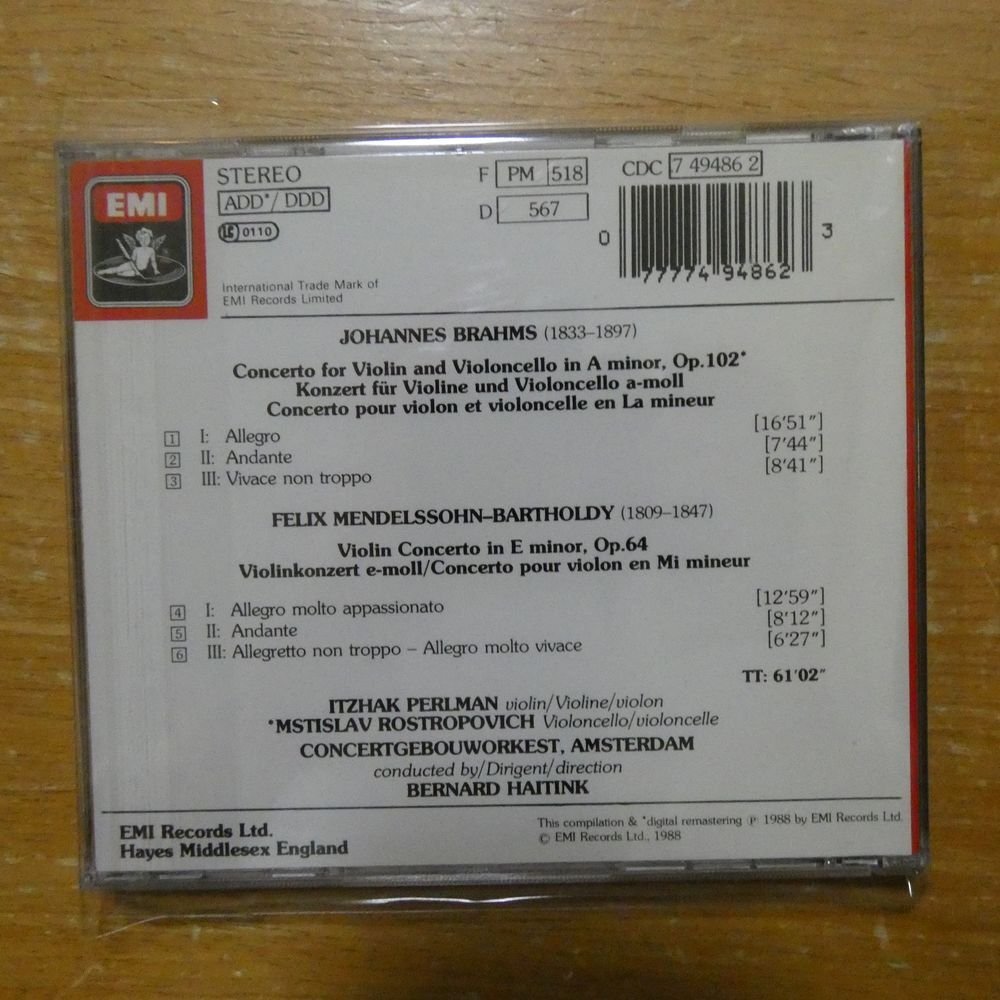 EMI
STEREO
ADD*/DDD
LC 0110
F PM 518
D 567
CDC 7 49486 2
0 77774 94862 3
International Trade Mark of
EMI Records Limited
JOHANNES BRAHMS (1833–1897)
Concerto for Violin and Violoncello in A minor, Op.102*
Konzert für Violine und Violoncello a-moll
Concerto pour violon et violoncelle en La mineur
1 I: Allegro [16'51"]
2 II: Andante [7'44"]
3 III: Vivace non troppo [8'41"]
FELIX MENDELSSOHN–BARTHOLDY (1809–1847)
Violin Concerto in E minor, Op.64
Violinkonzert e-moll/Concerto pour violon en Mi mineur
4 I: Allegro molto appassionato [12'59"]
5 II: Andante [8'12"]
6 III: Allegretto non troppo – Allegro molto vivace [6'27"]
TT: 61'02"
ITZHAK PERLMAN violin/Violine/violon
*MSTISLAV ROSTROPOVICH Violoncello/violoncelle
CONCERTGEBOUWORKEST, AMSTERDAM
conducted by/Dirigent/direction
BERNARD HAITINK
EMI Records Ltd.
Hayes Middlesex England
This compilation & *digital remastering ℗ 1988 by EMI Records Ltd.
© EMI Records Ltd., 1988